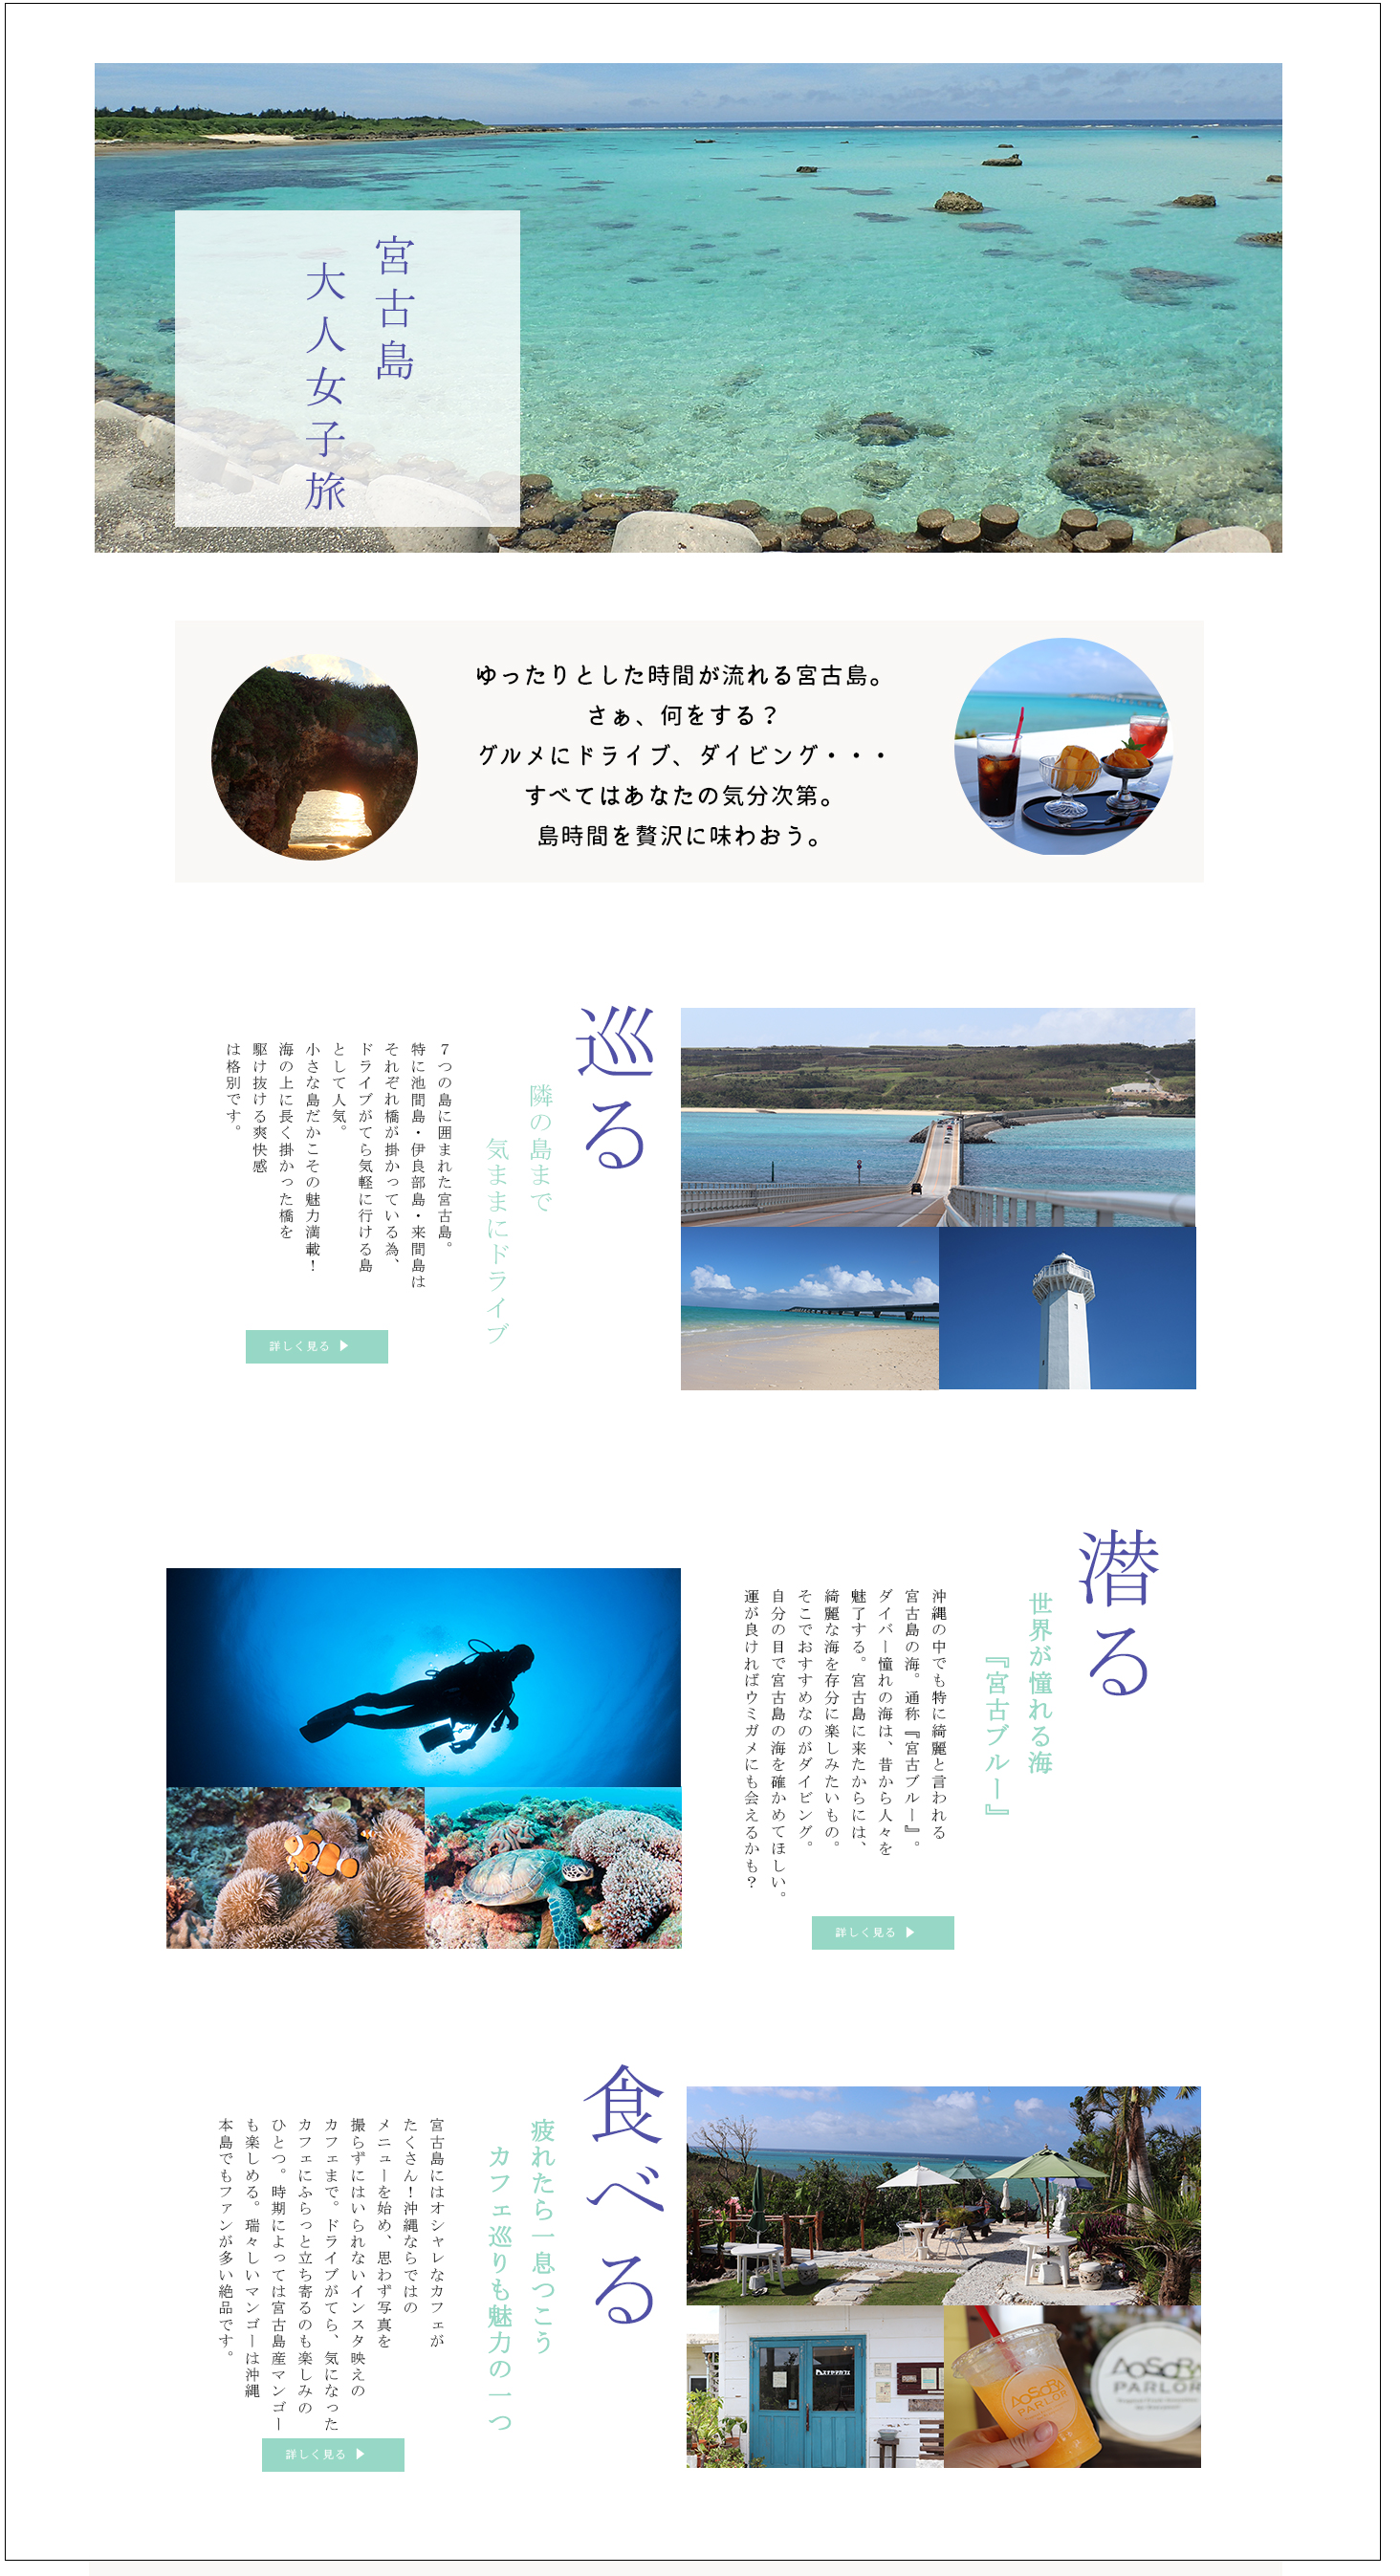 宮古島
大人女子旅
ゆったりとした時間が流れる宮古島。
さぁ、何をする？
グルメにドライブ、ダイビング・・・
すべてはあなたの気分次第。
島時間を贅沢に味わおう。
巡る
隣の島まで
気ままにドライブ
７つの島に囲まれた宮古島。
特に池間島・伊良部島・来間島は
それぞれ橋が掛かっている為、
ドライブがてら気軽に行ける島
として人気。
小さな島だかこその魅力満載！
海の上に長く掛かった橋を
駆け抜ける爽快感
は格別です。
詳しく見る ▶
潜る
世界が憧れる海
『宮古ブルー』
沖縄の中でも特に綺麗と言われる
宮古島の海。通称『宮古ブルー』。
ダイバー憧れの海は、昔から人々を
魅了する。宮古島に来たからには、
綺麗な海を存分に楽しみたいもの。
そこでおすすめなのがダイビング。
自分の目で宮古島の海を確かめてほしい。
運が良ければウミガメにも会えるかも？
詳しく見る ▶
食べる
疲れたら一息つこう
カフェ巡りも魅力の一つ
宮古島にはオシャレなカフェが
たくさん！沖縄ならではの
メニューを始め、思わず写真を
撮らずにはいられないインスタ映えの
カフェまで。ドライブがてら、気になった
カフェにふらっと立ち寄るのも楽しみの
ひとつ。時期によっては宮古島産マンゴー
も楽しめる。瑞々しいマンゴーは沖縄
本島でもファンが多い絶品です。
詳しく見る ▶
AOSORA
PARLOR
AOSORA
PARLOR